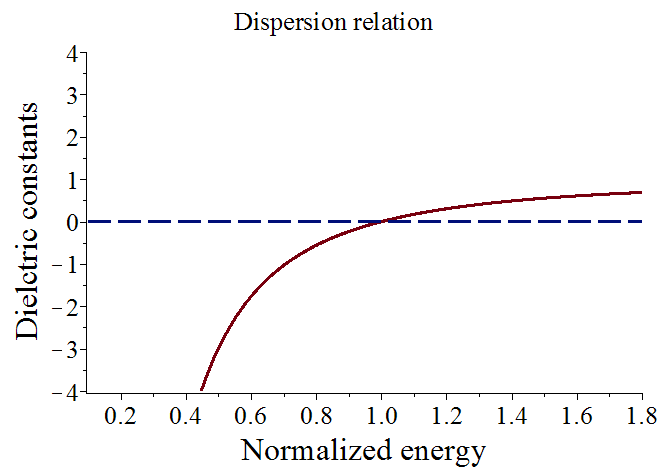 Dispersion relation
4
3
2
1
0
−1
−2
−3
−4
Dielctric constants
0.2 0.4 0.6 0.8 1.0 1.2 1.4 1.6 1.8
Normalized energy